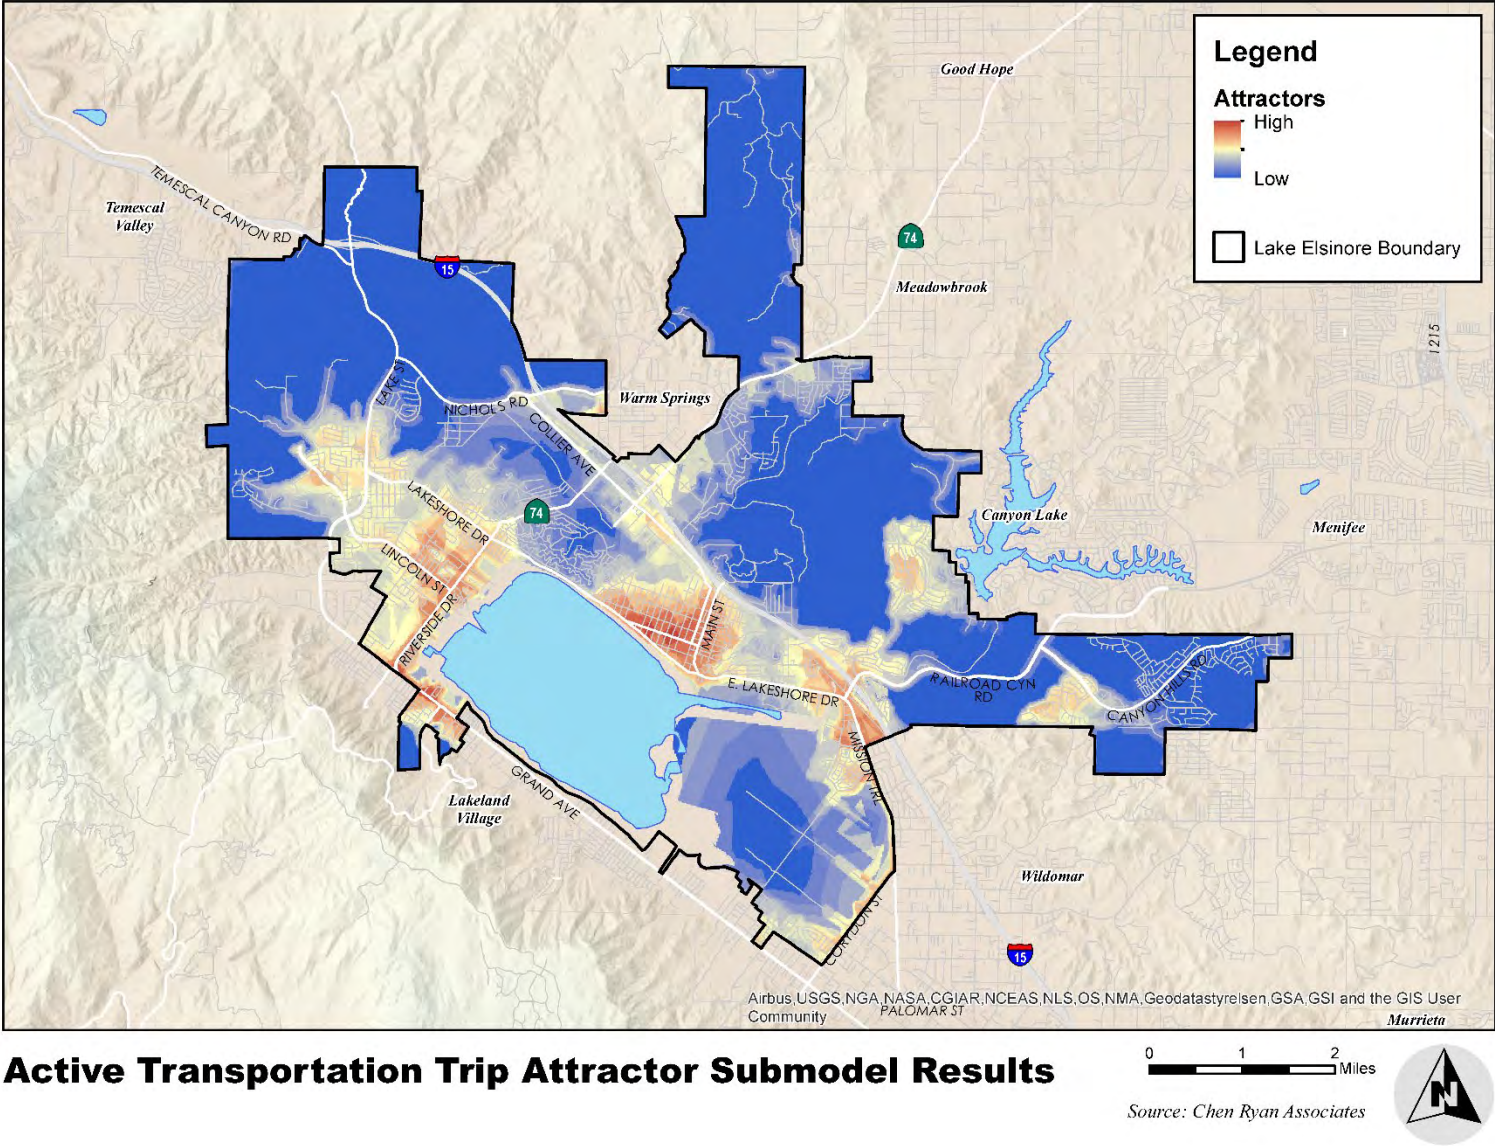 Good Hope
Legend
Attractors
High
Low
Lake Elsinore Boundary
TEMESCAL CANYON RD
Temescal
Valley
15
74
Meadowbrook
1215
LAKE ST
NICHOLS RD
Warm Springs
COLLIER AVE
LAKESHORE DR
74
Canyon Lake
Menifee
LINCOLN ST
RIVERSIDE DR
MAIN ST
E. LAKESHORE DR
RAILROAD CYN
RD
CANYON HILLS RD
MISSION TRL
GRAND AVE
Lakeland
Village
Wildomar
CORYDON ST
15
Airbus,USGS,NGA,NASA,CGIAR,NCEAS,NLS,OS,NMA,Geodatastyrelsen,GSA,GSI and the GIS User
Community
PALOMAR ST
Murrieta
Active Transportation Trip Attractor Submodel Results
0 1 2
Miles
Source: Chen Ryan Associates
N